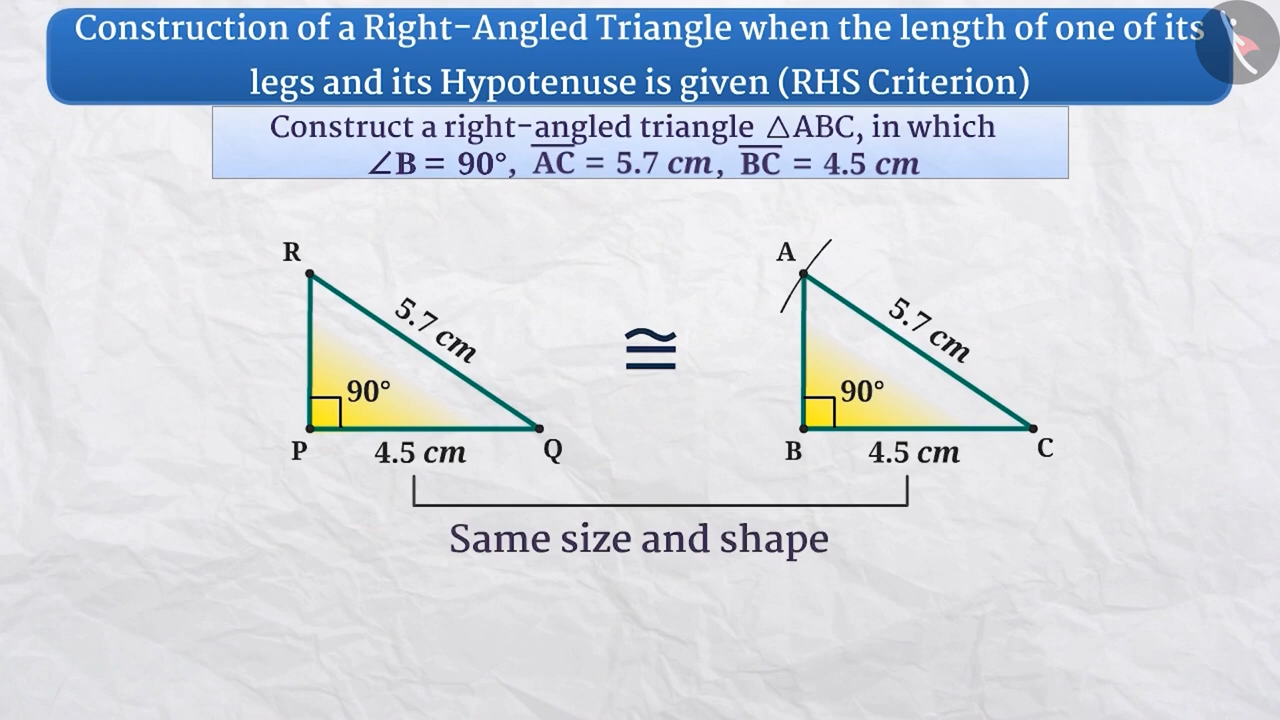 Construction of a Right-Angled Triangle when the length of one of its
legs and its Hypotenuse is given (RHS Criterion)
Construct a right-angled triangle △ABC, in which
∠B = 90°, A̅C̅ = 5.7 cm, B̅C̅ = 4.5 cm
R
A
5.7 cm
5.7 cm
≅
90°
90°
P
4.5 cm
Q
B
4.5 cm
C
Same size and shape